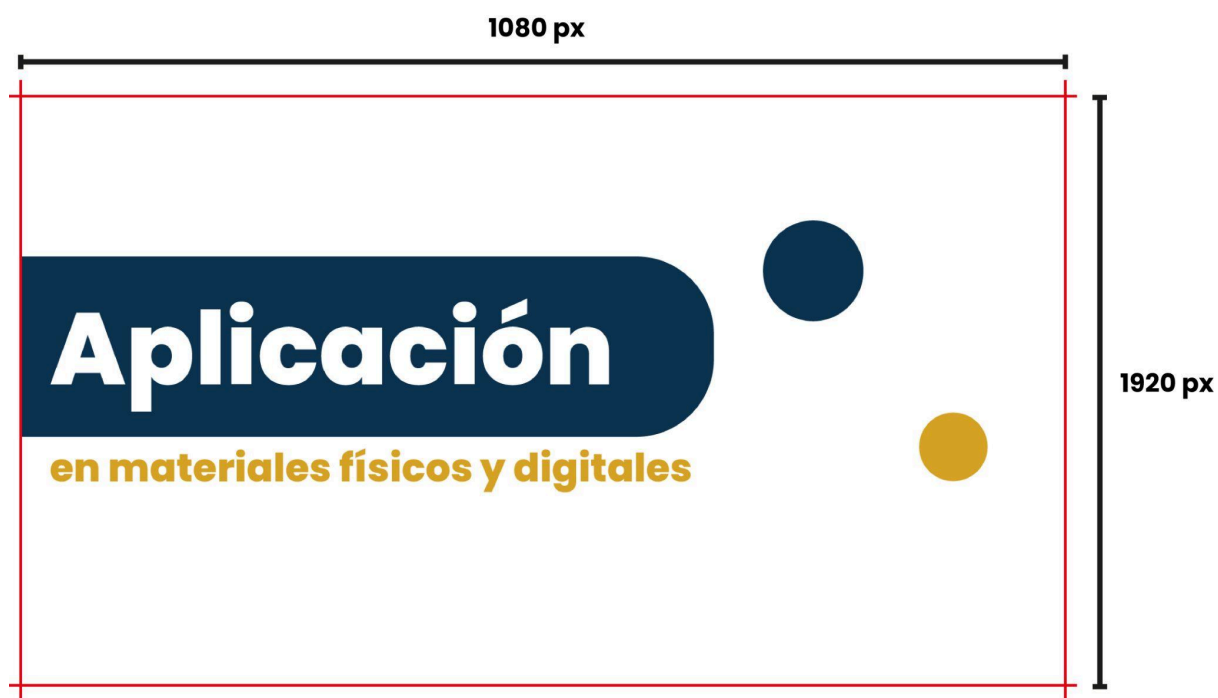 1080 px
Aplicación
1920 px
en materiales físicos y digitales